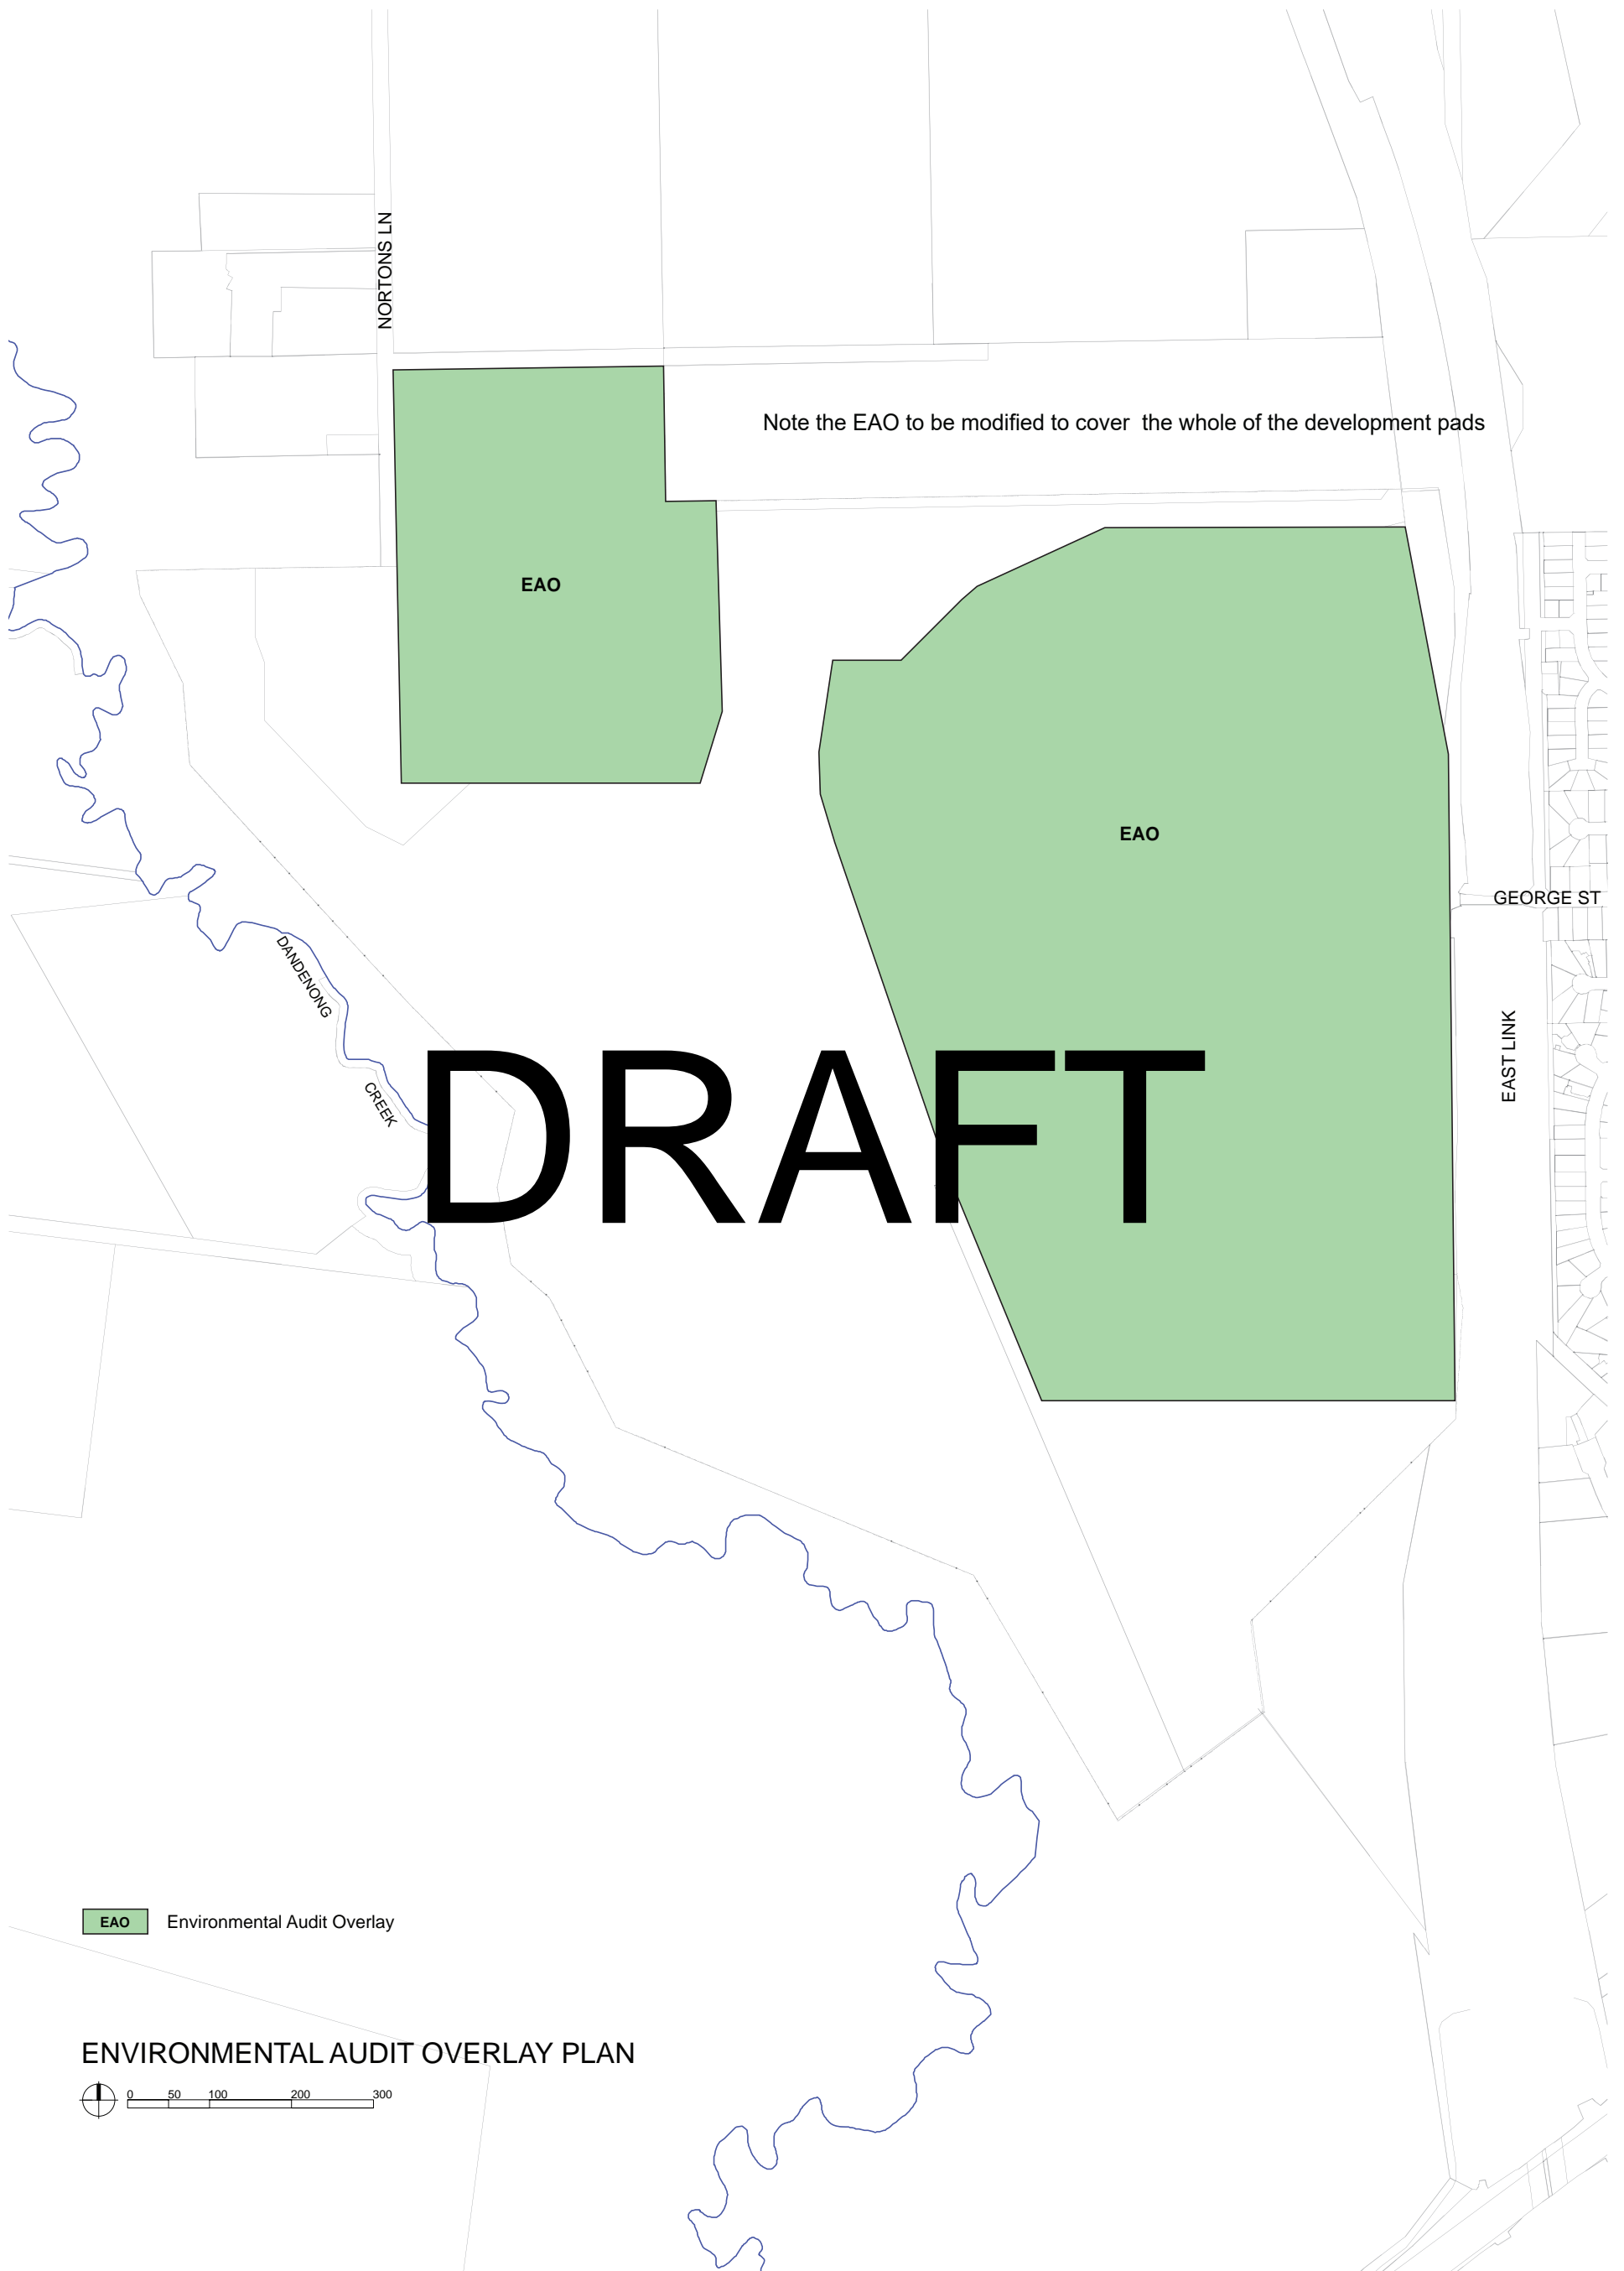 NORTONS LN
Note the EAO to be modified to cover  the whole of the development pads
EAO
EAO
GEORGE ST
DANDENONG
CREEK
EAST LINK
DRAFT
EAO
Environmental Audit Overlay
ENVIRONMENTAL AUDIT OVERLAY PLAN
0 50 100 200 300